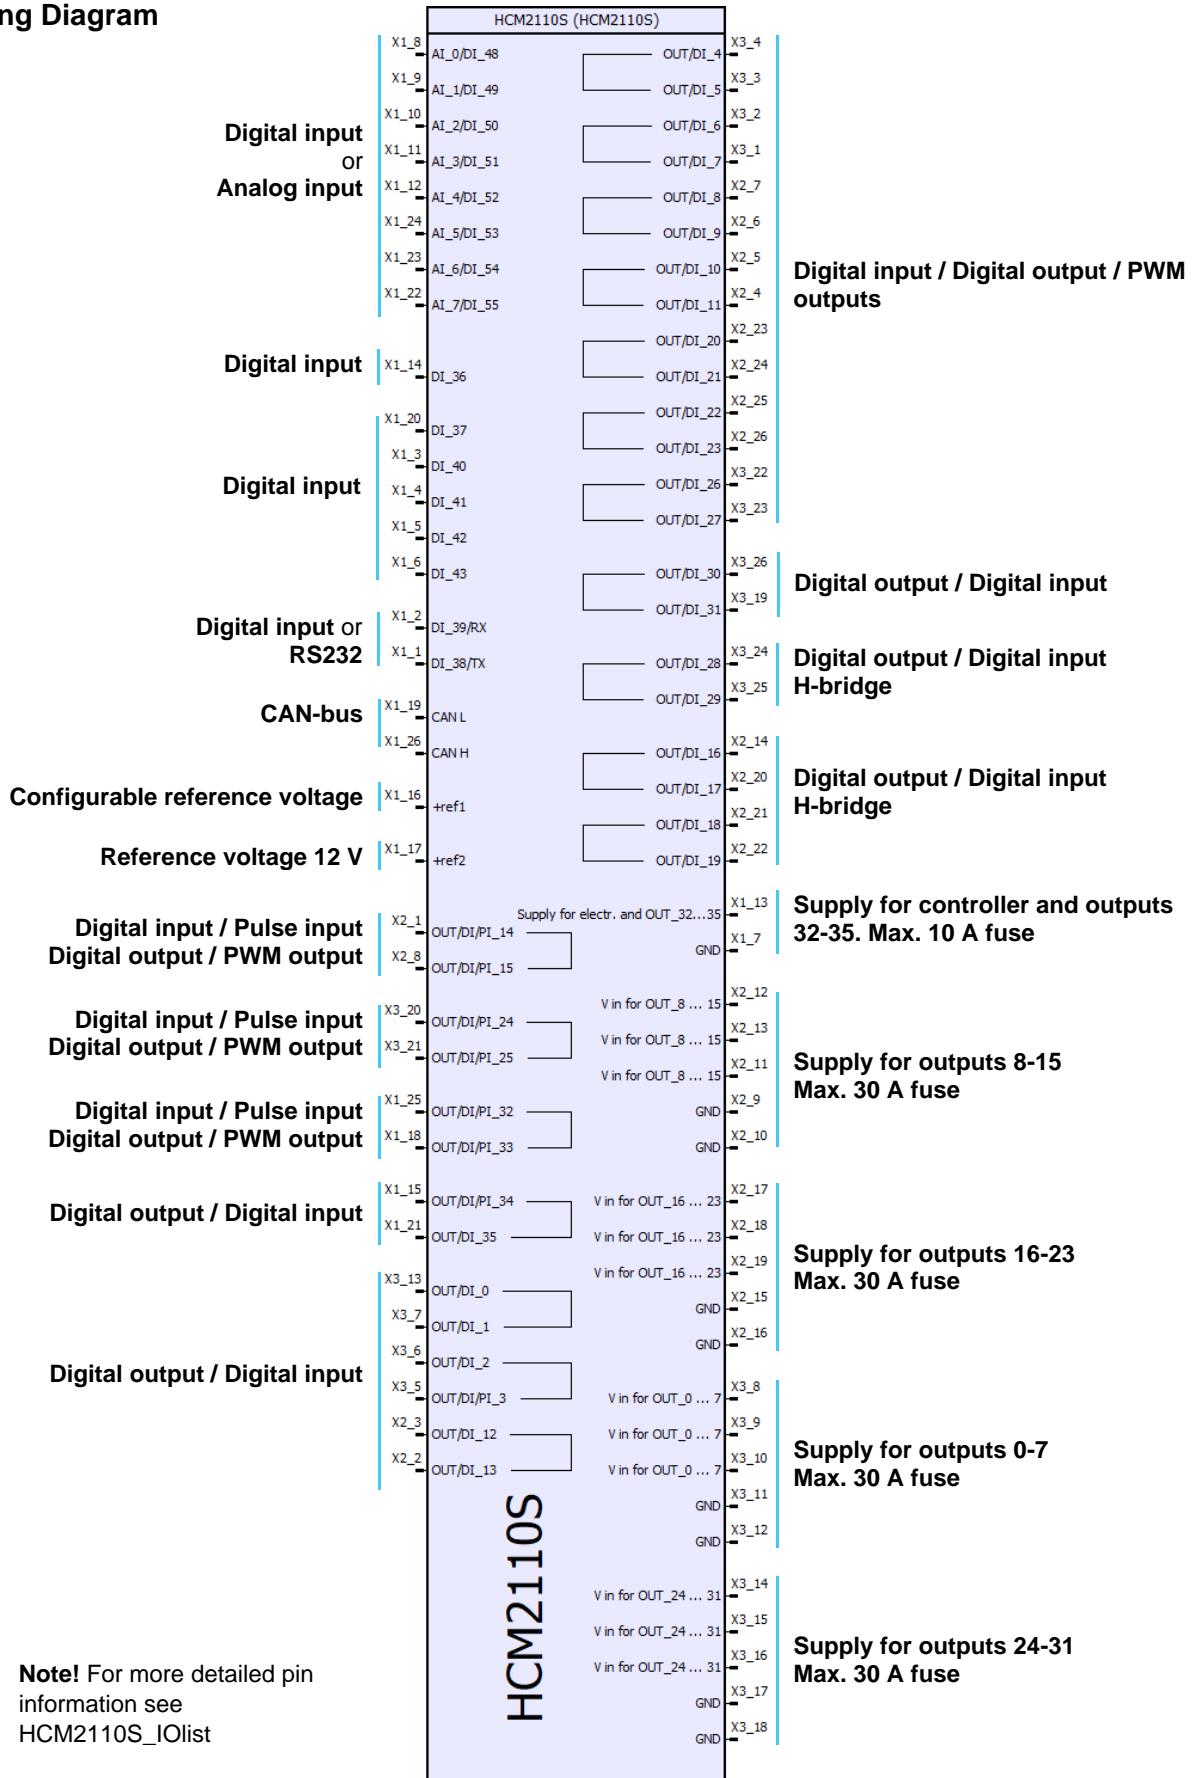 ng Diagram
HCM2110S (HCM2110S)
X1_8
AI_0/DI_48
X1_9
AI_1/DI_49
X1_10
AI_2/DI_50
X1_11
AI_3/DI_51
X1_12
AI_4/DI_52
X1_24
AI_5/DI_53
X1_23
AI_6/DI_54
X1_22
AI_7/DI_55
Digital input
or
Analog input
X1_14
DI_36
Digital input
X1_20
DI_37
X1_3
DI_40
X1_4
DI_41
X1_5
DI_42
X1_6
DI_43
Digital input
X1_2
DI_39/RX
X1_1
DI_38/TX
Digital input or
RS232
X1_19
CAN L
X1_26
CAN H
CAN-bus
X1_16
+ref1
Configurable reference voltage
X1_17
+ref2
Reference voltage 12 V
X2_1
OUT/DI/PI_14
X2_8
OUT/DI/PI_15
Digital input / Pulse input
Digital output / PWM output
X3_20
OUT/DI/PI_24
X3_21
OUT/DI/PI_25
Digital input / Pulse input
Digital output / PWM output
X1_25
OUT/DI/PI_32
X1_18
OUT/DI/PI_33
Digital input / Pulse input
Digital output / PWM output
X1_15
OUT/DI/PI_34
X1_21
OUT/DI_35
Digital output / Digital input
X3_13
OUT/DI_0
X3_7
OUT/DI_1
X3_6
OUT/DI_2
X3_5
OUT/DI/PI_3
X2_3
OUT/DI_12
X2_2
OUT/DI_13
Digital output / Digital input
OUT/DI_4
X3_4
OUT/DI_5
X3_3
OUT/DI_6
X3_2
OUT/DI_7
X3_1
OUT/DI_8
X2_7
OUT/DI_9
X2_6
OUT/DI_10
X2_5
OUT/DI_11
X2_4
OUT/DI_20
X2_23
OUT/DI_21
X2_24
OUT/DI_22
X2_25
OUT/DI_23
X2_26
OUT/DI_26
X3_22
OUT/DI_27
X3_23
Digital input / Digital output / PWM
outputs
OUT/DI_30
X3_26
OUT/DI_31
X3_19
Digital output / Digital input
OUT/DI_28
X3_24
OUT/DI_29
X3_25
Digital output / Digital input
H-bridge
OUT/DI_16
X2_14
OUT/DI_17
X2_20
OUT/DI_18
X2_21
OUT/DI_19
X2_22
Digital output / Digital input
H-bridge
Supply for electr. and OUT_32...35
X1_13
GND
X1_7
Supply for controller and outputs
32-35. Max. 10 A fuse
V in for OUT_8 ... 15
X2_12
V in for OUT_8 ... 15
X2_13
V in for OUT_8 ... 15
X2_11
GND
X2_9
GND
X2_10
Supply for outputs 8-15
Max. 30 A fuse
V in for OUT_16 ... 23
X2_17
V in for OUT_16 ... 23
X2_18
V in for OUT_16 ... 23
X2_19
GND
X2_15
GND
X2_16
Supply for outputs 16-23
Max. 30 A fuse
V in for OUT_0 ... 7
X3_8
V in for OUT_0 ... 7
X3_9
V in for OUT_0 ... 7
X3_10
GND
X3_11
GND
X3_12
Supply for outputs 0-7
Max. 30 A fuse
V in for OUT_24 ... 31
X3_14
V in for OUT_24 ... 31
X3_15
V in for OUT_24 ... 31
X3_16
GND
X3_17
GND
X3_18
Supply for outputs 24-31
Max. 30 A fuse
HCM2110S
Note! For more detailed pin
information see
HCM2110S_IOlist